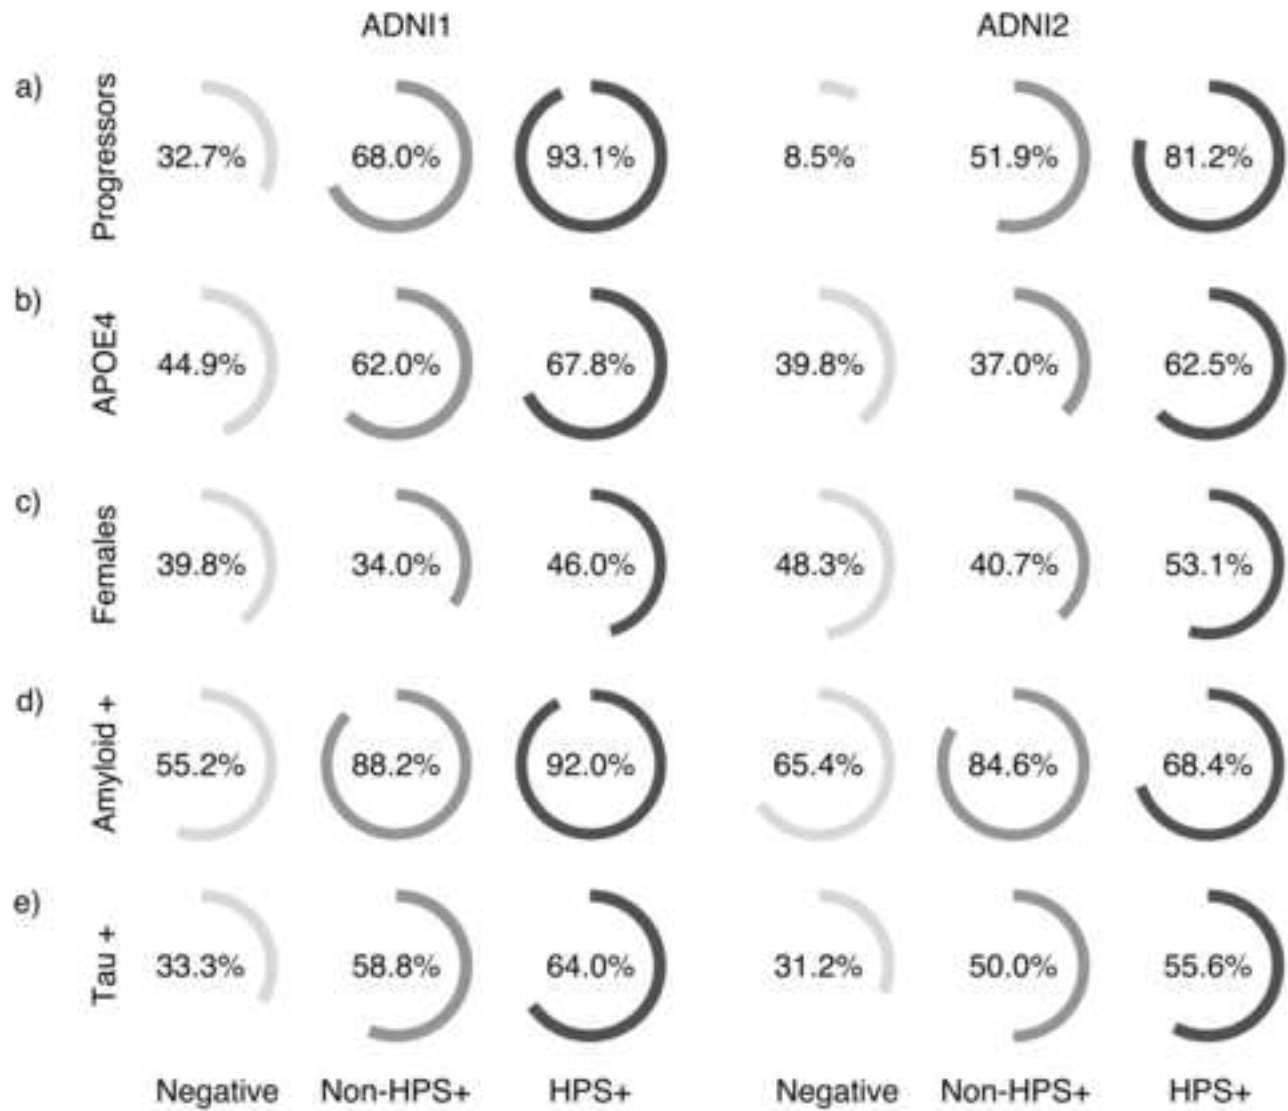 ADNI1 ADNI2
a) Progressors 32.7% 68.0% 93.1% 8.5% 51.9% 81.2%
b) APOE4 44.9% 62.0% 67.8% 39.8% 37.0% 62.5%
c) Females 39.8% 34.0% 46.0% 48.3% 40.7% 53.1%
d) Amyloid + 55.2% 88.2% 92.0% 65.4% 84.6% 68.4%
e) Tau + 33.3% 58.8% 64.0% 31.2% 50.0% 55.6%
Negative Non-HPS+ HPS+ Negative Non-HPS+ HPS+